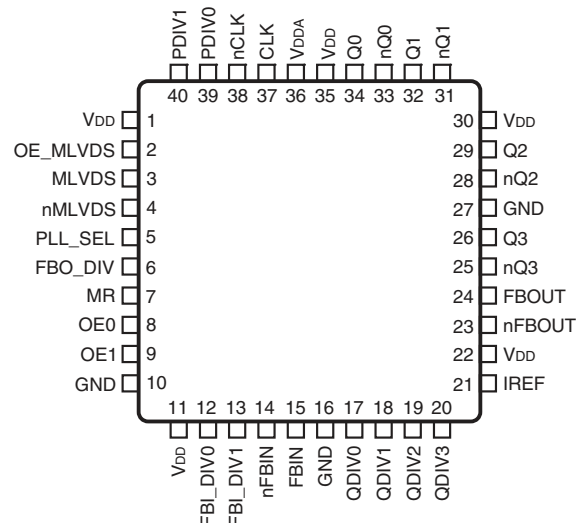 PDIV1 PDIV0 nCLK CLK VDDA VDD Q0 nQ0 Q1 nQ1
40 39 38 37 36 35 34 33 32 31
VDD 1
OE_MLVDS 2
MLVDS 3
nMLVDS 4
PLL_SEL 5
FBO_DIV 6
MR 7
OE0 8
OE1 9
GND 10
30 VDD
29 Q2
28 nQ2
27 GND
26 Q3
25 nQ3
24 FBOUT
23 nFBOUT
22 VDD
21 IREF
11 12 13 14 15 16 17 18 19 20
VDD FBI_DIV0 FBI_DIV1 nFBIN FBIN GND QDIV0 QDIV1 QDIV2 QDIV3